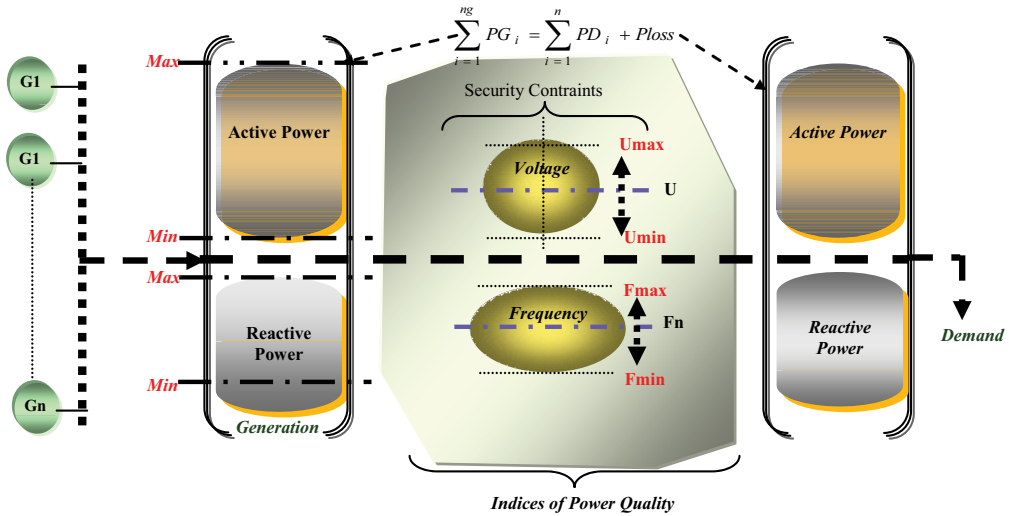 ng n
∑ PG i = ∑ PD i + Ploss
i = 1 i=1
Max
G1
Security Contraints
Active Power
Umax
Active Power
G1
Voltage
U
Min
Umin
Max
Fmax
Frequency
Fn
Reactive
Power
Reactive
Power
Demand
Min
Fmin
Gn
Generation
Indices of Power Quality